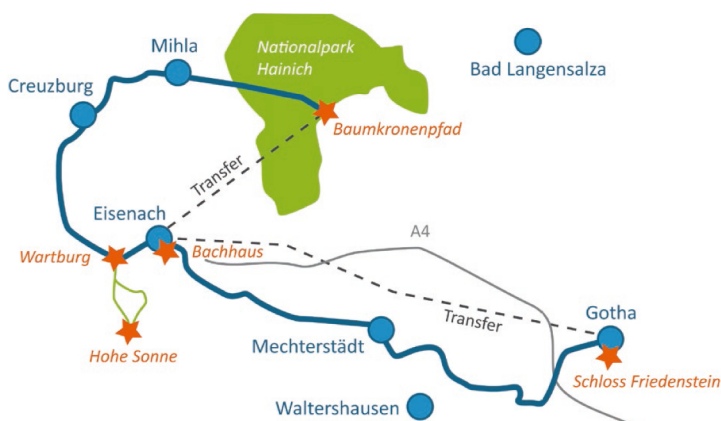 Mihla
Nationalpark
Hainich
Bad Langensalza
Creuzburg
Baumkronenpfad
Transfer
Eisenach
Wartburg
Bachhaus
A4
Hohe Sonne
Mechterstädt
Transfer
Gotha
Schloss Friedenstein
Waltershausen